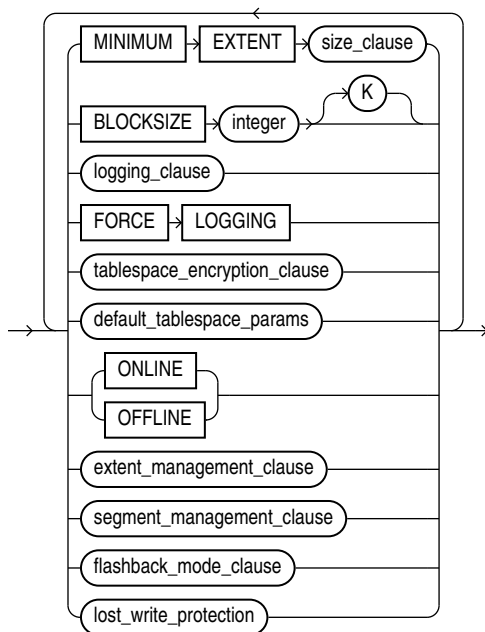 MINIMUM EXTENT size_clause
K
BLOCKSIZE integer
logging_clause
FORCE LOGGING
tablespace_encryption_clause
default_tablespace_params
ONLINE
OFFLINE
extent_management_clause
segment_management_clause
flashback_mode_clause
lost_write_protection